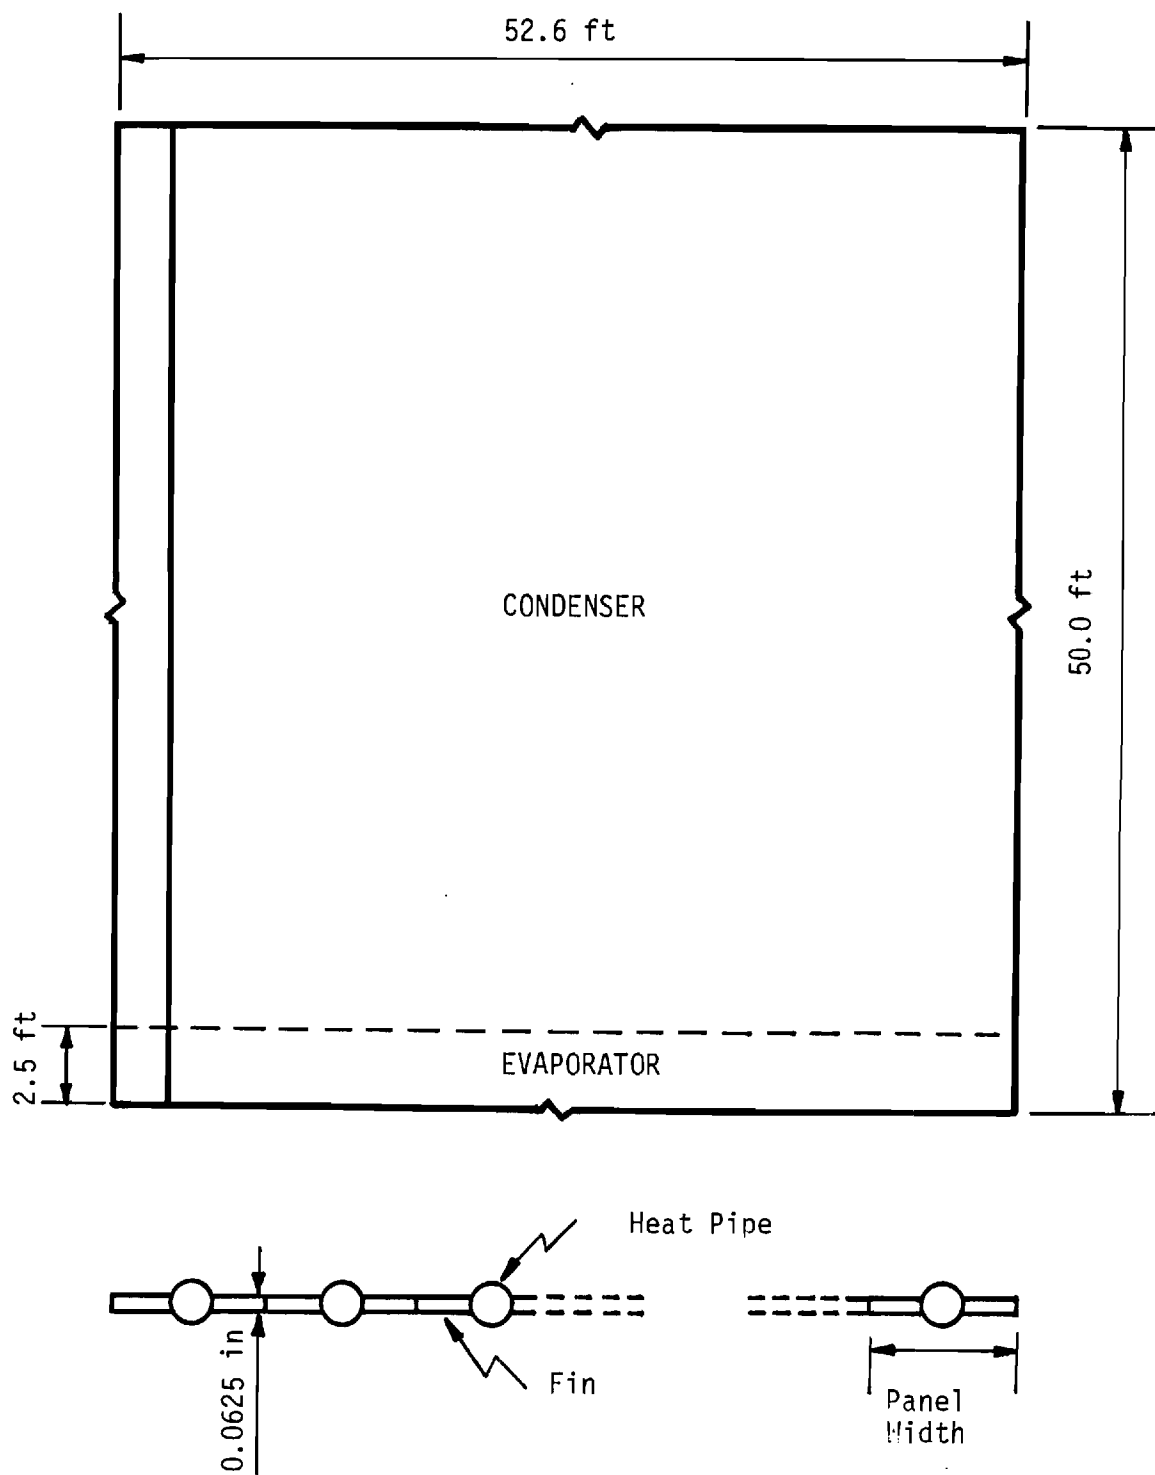 52.6 ft
50.0 ft
CONDENSER
2.5 ft
EVAPORATOR
Heat Pipe
Fin
0.0625 in
Panel
Width